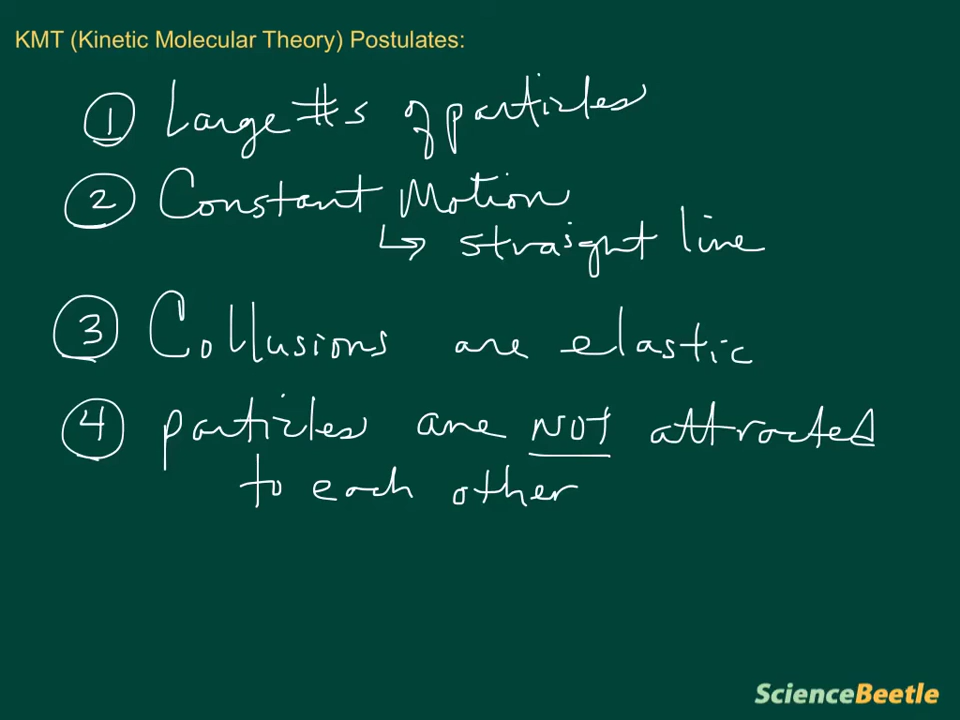 KMT (Kinetic Molecular Theory) Postulates:
① Large #s of particles
② Constant Motion
↳ straight line
③ Collusions are elastic
④ particles are NOT attracted
to each other
ScienceBeetle